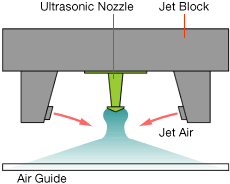 Ultrasonic Nozzle
Jet Block
Jet Air
Air Guide